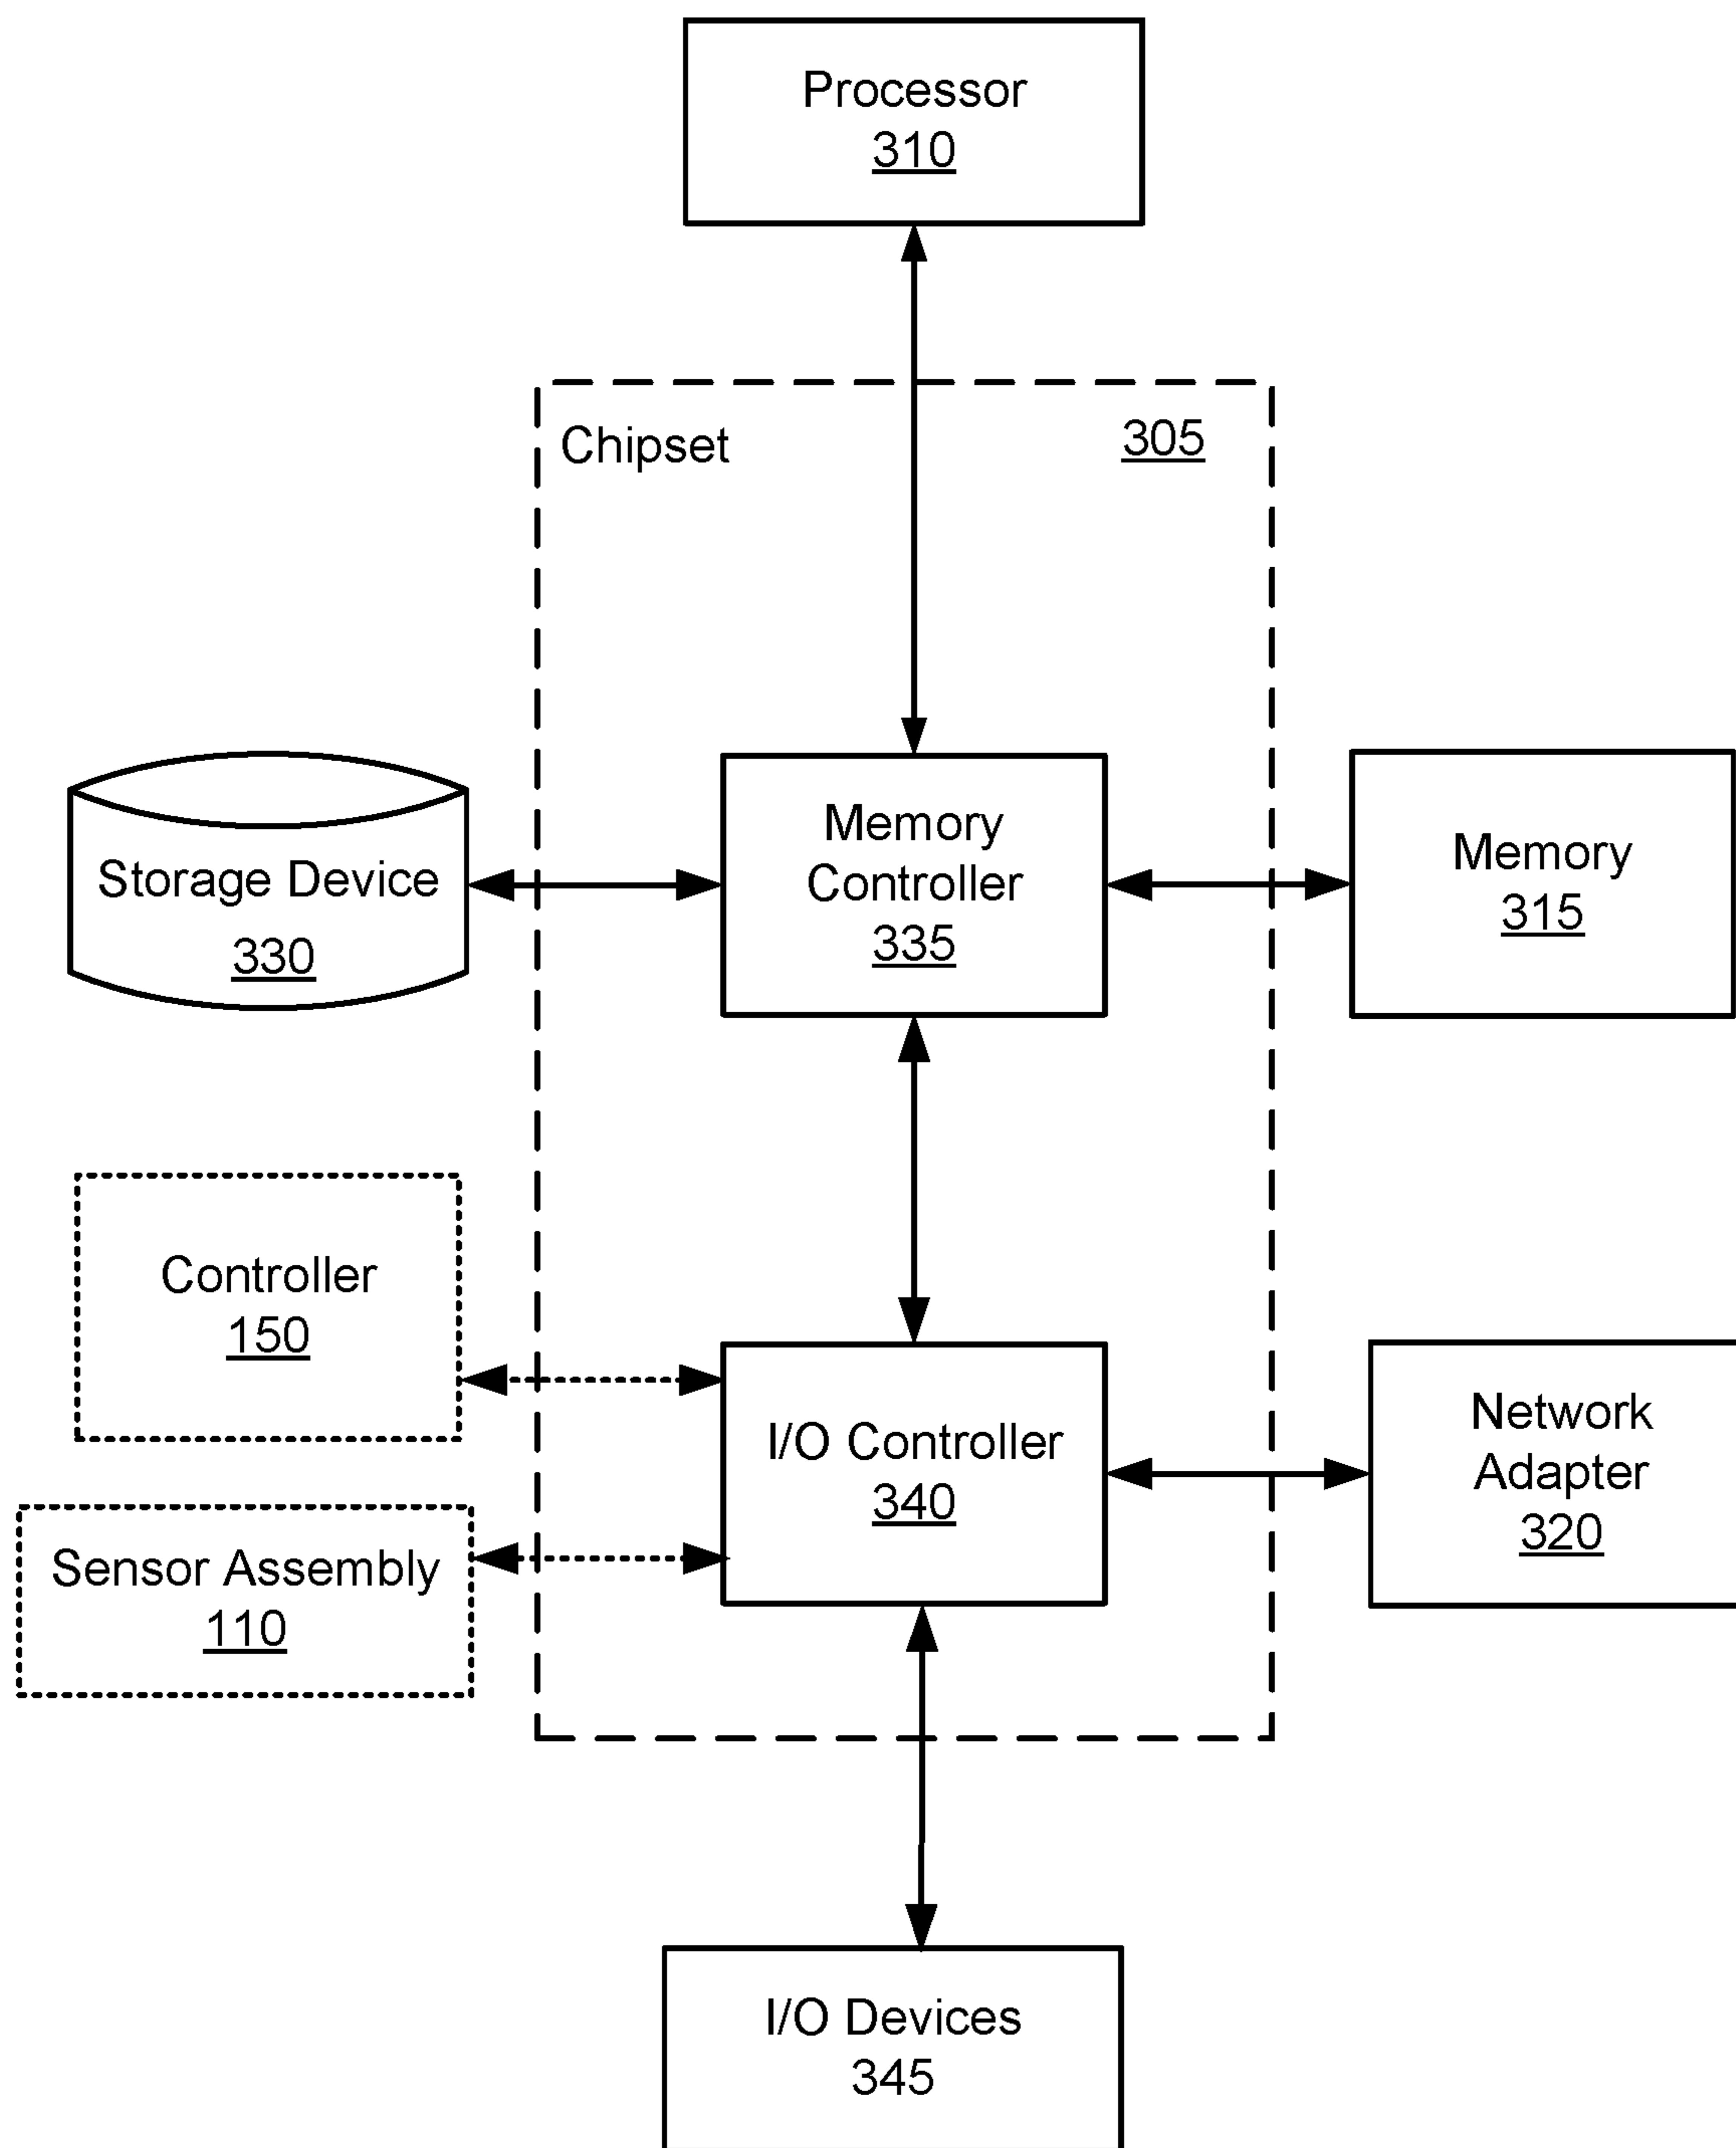 Processor
310
Chipset
305
Storage Device
330
Memory
Controller
335
Memory
315
Controller
150
I/O Controller
340
Network
Adapter
320
Sensor Assembly
110
I/O Devices
345